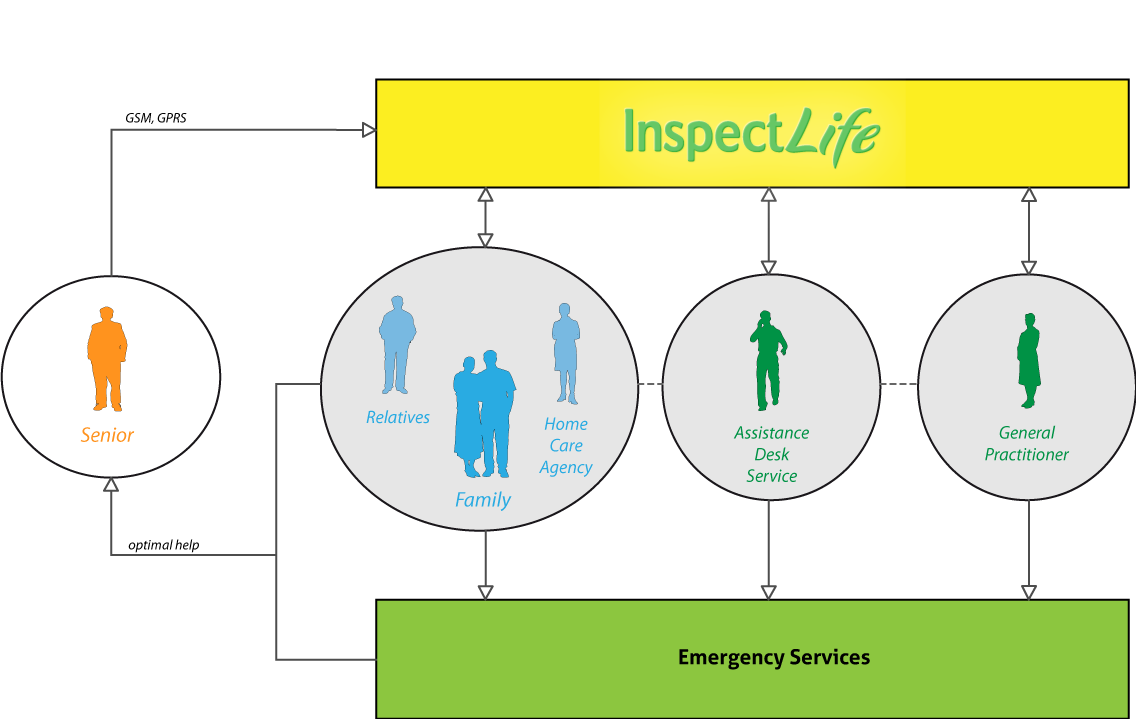 GSM, GPRS
InspectLife
Senior
Relatives
Family
Home
Care
Agency
Assistance
Desk
Service
General
Practitioner
optimal help
Emergency Services